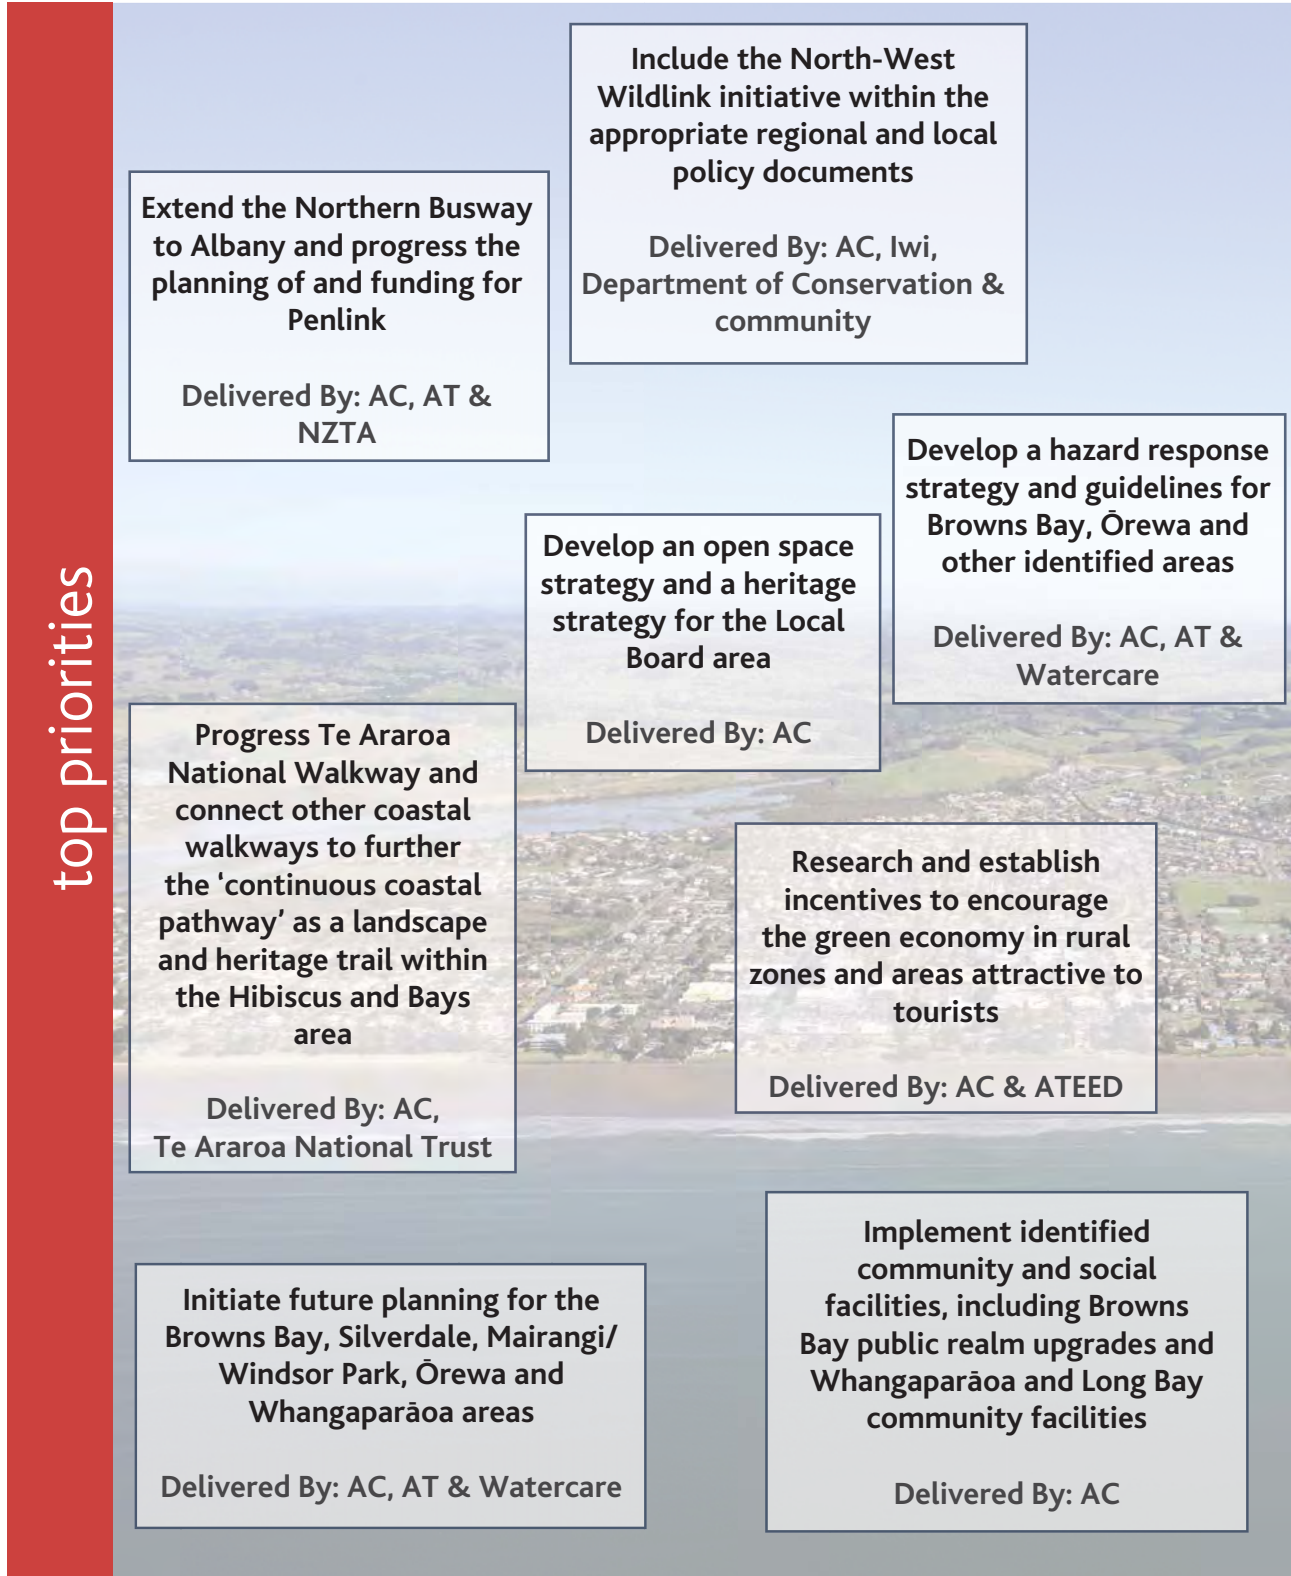 top priorities
Include the North-West
Wildlink initiative within the
appropriate regional and local
policy documents
Delivered By: AC, Iwi,
Department of Conservation &
community
Extend the Northern Busway
to Albany and progress the
planning of and funding for
Penlink
Delivered By: AC, AT &
NZTA
Develop a hazard response
strategy and guidelines for
Browns Bay, Ōrewa and
other identified areas
Delivered By: AC, AT &
Watercare
Develop an open space
strategy and a heritage
strategy for the Local
Board area
Delivered By: AC
Progress Te Araroa
National Walkway and
connect other coastal
walkways to further
the ‘continuous coastal
pathway’ as a landscape
and heritage trail within
the Hibiscus and Bays
area
Delivered By: AC,
Te Araroa National Trust
Research and establish
incentives to encourage
the green economy in rural
zones and areas attractive to
tourists
Delivered By: AC & ATEED
Implement identified
community and social
facilities, including Browns
Bay public realm upgrades and
Whangaparāoa and Long Bay
community facilities
Delivered By: AC
Initiate future planning for the
Browns Bay, Silverdale, Mairangi/
Windsor Park, Ōrewa and
Whangaparāoa areas
Delivered By: AC, AT & Watercare